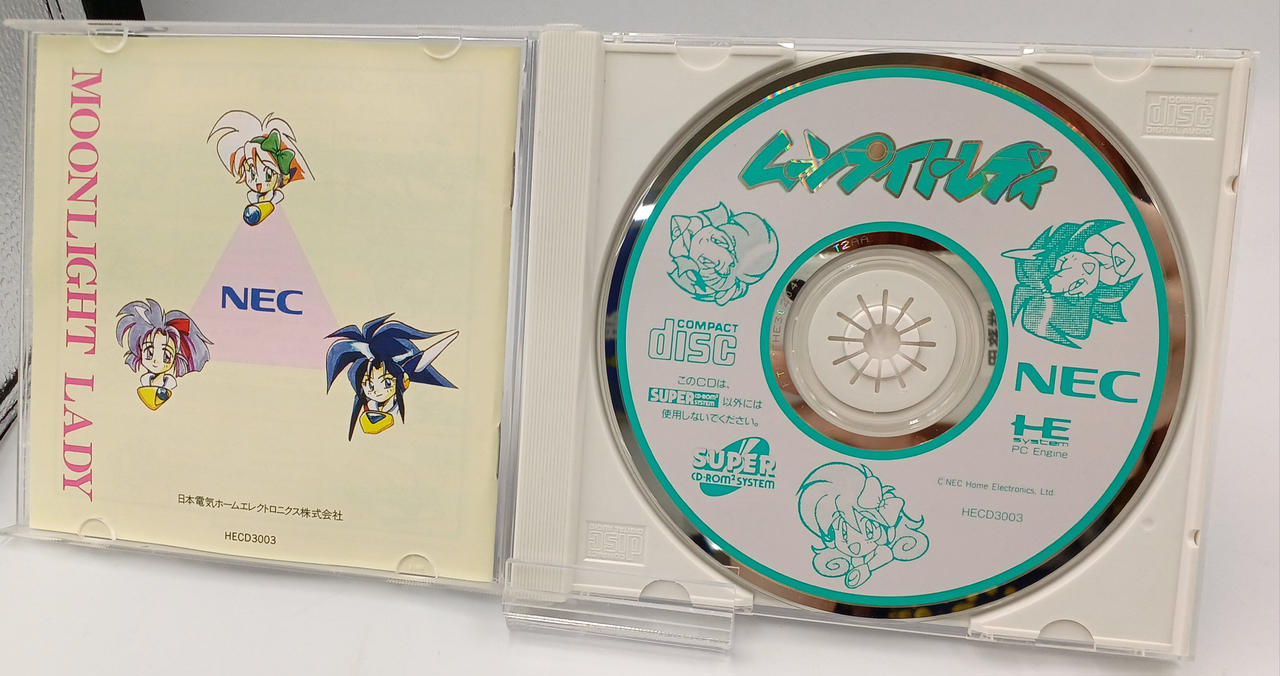 MOONLIGHT LADY
NEC
日本電気ホームエレクトロニクス株式会社
HECD3003
COMPACT
disc
DIGITAL AUDIO
ムーンライトレディ
COMPACT
disc
このCDは、
SUPER CD-ROM² SYSTEM 以外には
使用しないでください。
SUPER
CD-ROM² SYSTEM
NEC
HE
system
PC Engine
© NEC Home Electronics, Ltd.
HECD3003
T2AA